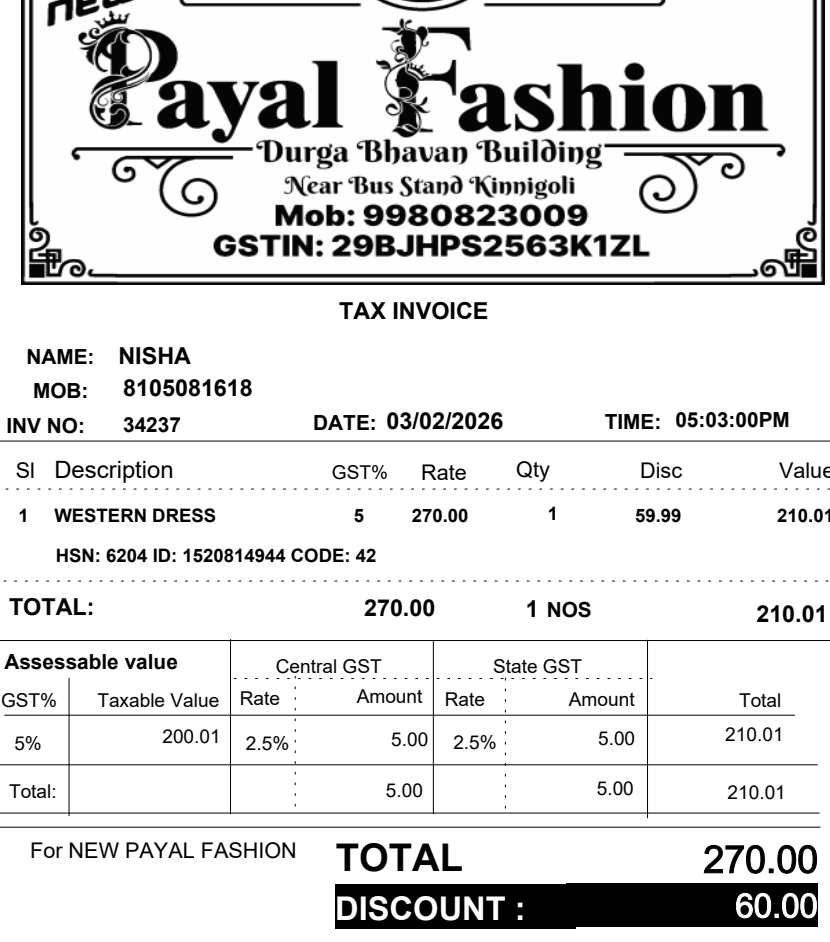 new
Payal Fashion
Durga Bhavan Building
Near Bus Stand Kinnigoli
Mob: 9980823009
GSTIN: 29BJHPS2563K1ZL
TAX INVOICE
NAME: NISHA
MOB: 8105081618
INV NO: 34237 DATE: 03/02/2026 TIME: 05:03:00PM
Sl Description GST% Rate Qty Disc Value
1 WESTERN DRESS 5 270.00 1 59.99 210.01
HSN: 6204 ID: 1520814944 CODE: 42
TOTAL: 270.00 1 NOS 210.01
Assessable value Central GST State GST
GST% Taxable Value Rate Amount Rate Amount Total
5% 200.01 2.5% 5.00 2.5% 5.00 210.01
Total: 5.00 5.00 210.01
For NEW PAYAL FASHION TOTAL 270.00
DISCOUNT : 60.00